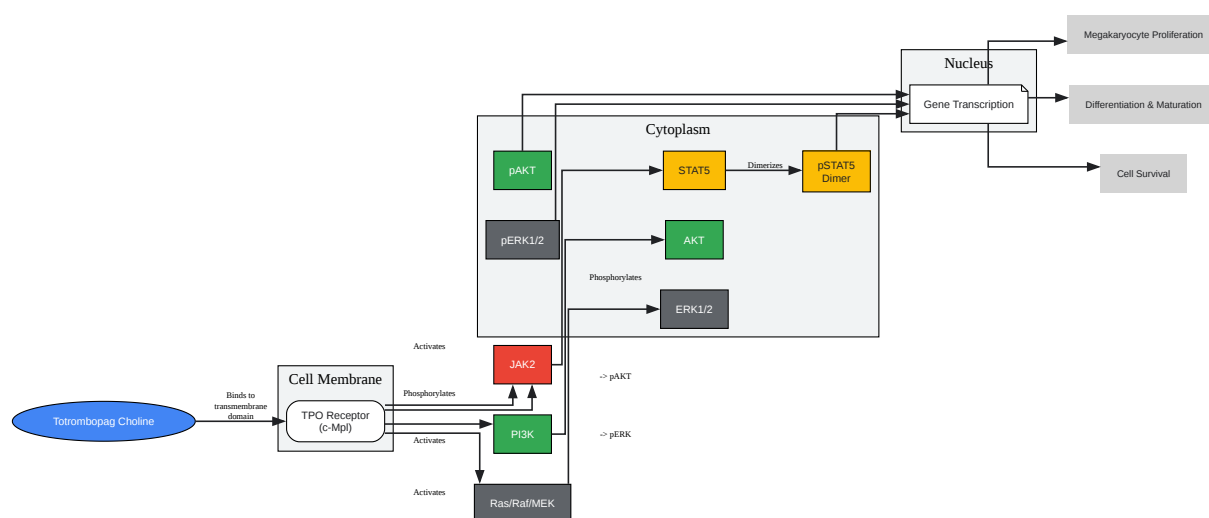 Megakaryocyte Proliferation
Nucleus
Gene Transcription
Differentiation & Maturation
Cytoplasm
pAKT
STAT5
Dimerizes
pSTAT5
Dimer
Cell Survival
pERK1/2
AKT
Phosphorylates
ERK1/2
Activates
JAK2
-> pAKT
Cell Membrane
Phosphorylates
Binds to
transmembrane
domain
Totrombopag Choline
TPO Receptor
(c-Mpl)
PI3K
-> pERK
Activates
Activates
Ras/Raf/MEK